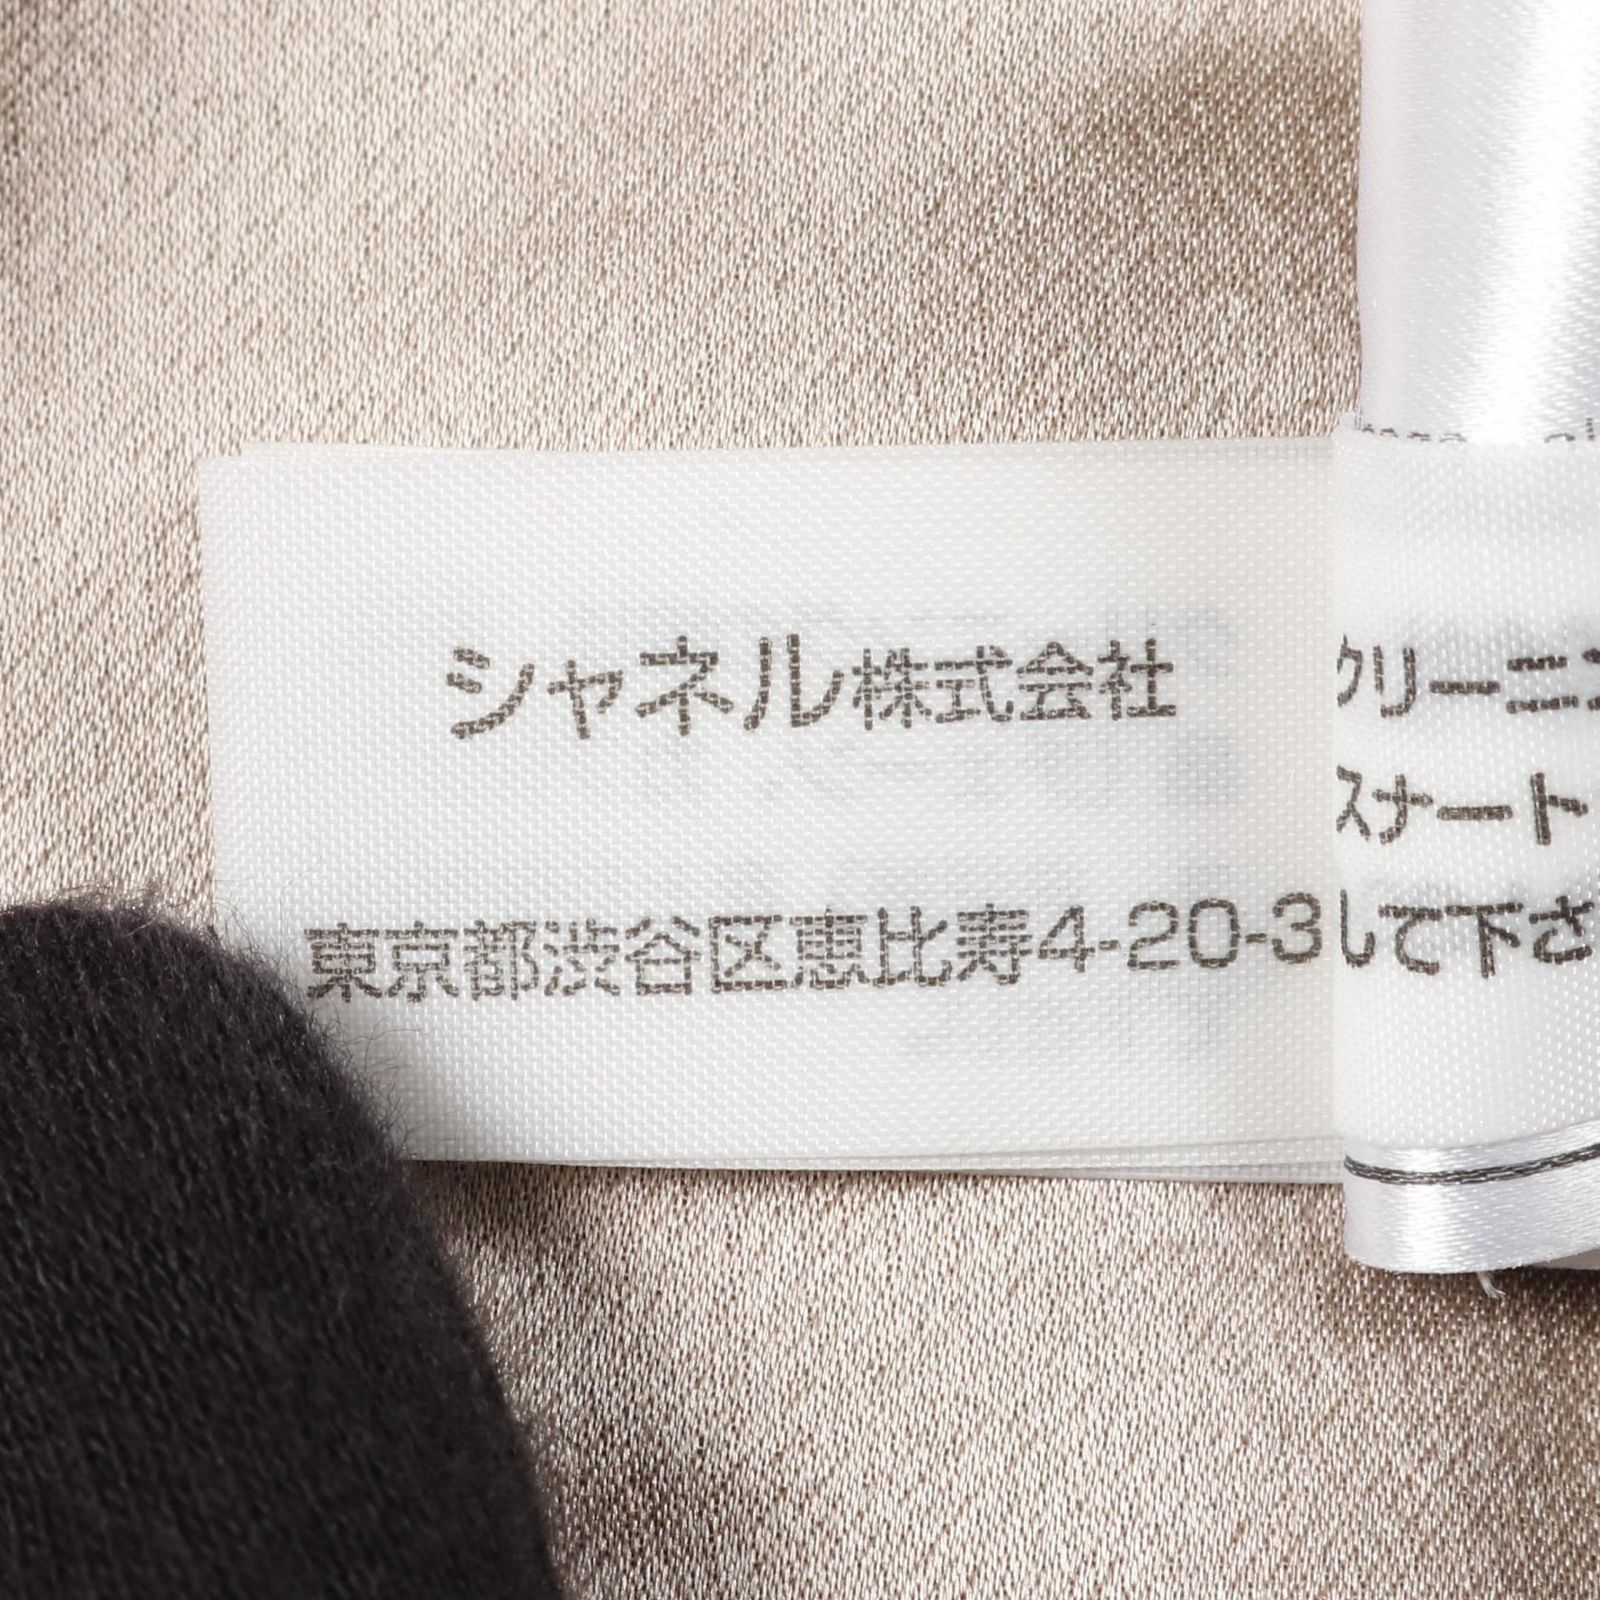 シャネル株式会社
東京都渋谷区恵比寿4-20-3
クリーニン
スナート
して下さ